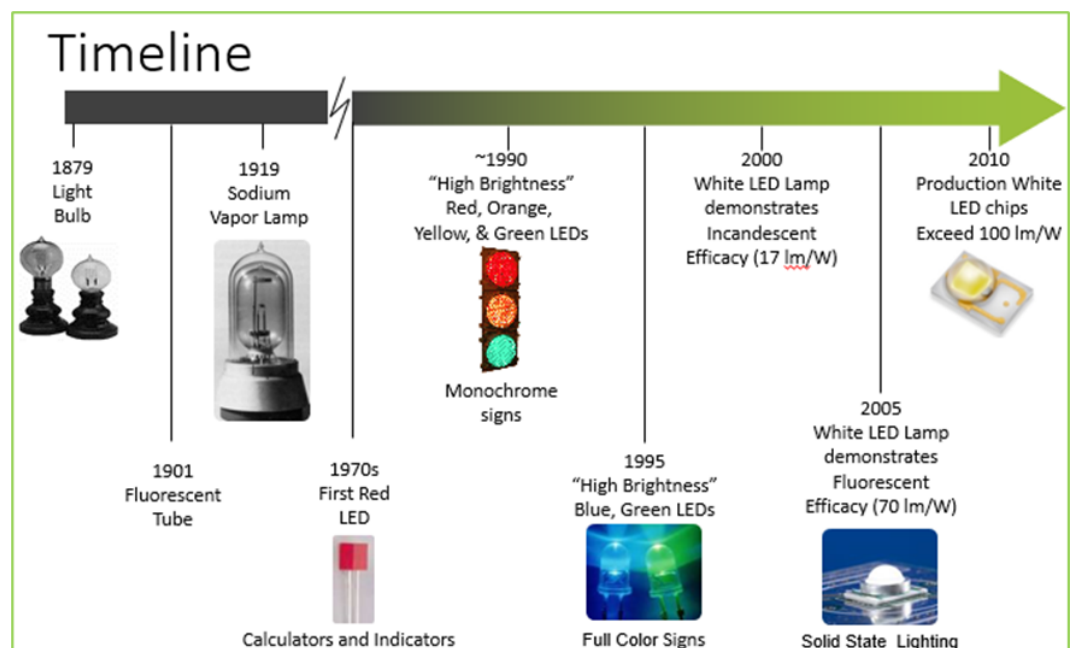 Timeline
1879
Light
Bulb
1901
Fluorescent
Tube
1919
Sodium
Vapor Lamp
1970s
First Red
LED
Calculators and Indicators
~1990
“High Brightness”
Red, Orange,
Yellow, & Green LEDs
Monochrome
signs
1995
“High Brightness”
Blue, Green LEDs
Full Color Signs
2000
White LED Lamp
demonstrates
Incandescent
Efficacy (17 lm/W)
2005
White LED Lamp
demonstrates
Fluorescent
Efficacy (70 lm/W)
Solid State Lighting
2010
Production White
LED chips
Exceed 100 lm/W